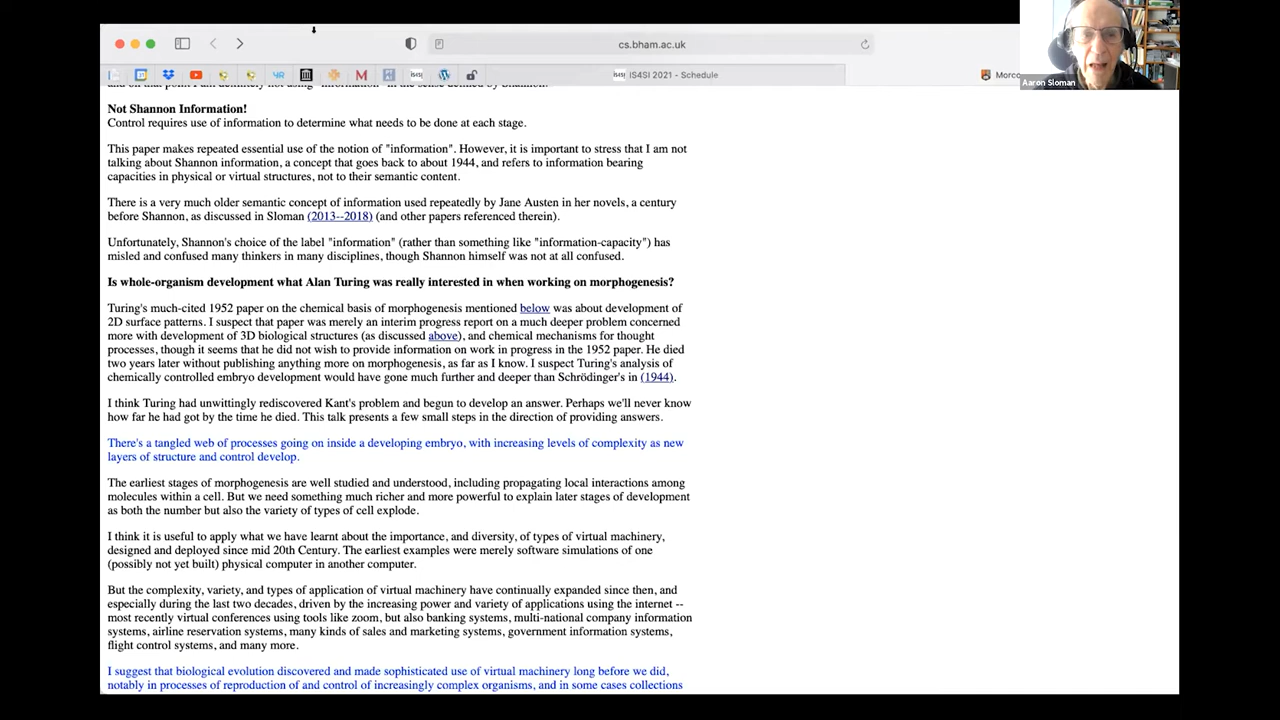 cs.bham.ac.uk
IS4SI 2021 - Schedule
Morco
Aaron Sloman
and on that point I am definitely not using "information" in the sense defined by Shannon.
Not Shannon Information!
Control requires use of information to determine what needs to be done at each stage.
This paper makes repeated essential use of the notion of "information". However, it is important to stress that I am not
talking about Shannon information, a concept that goes back to about 1944, and refers to information bearing
capacities in physical or virtual structures, not to their semantic content.
There is a very much older semantic concept of information used repeatedly by Jane Austen in her novels, a century
before Shannon, as discussed in Sloman (2013--2018) (and other papers referenced therein).
Unfortunately, Shannon's choice of the label "information" (rather than something like "information-capacity") has
misled and confused many thinkers in many disciplines, though Shannon himself was not at all confused.
Is whole-organism development what Alan Turing was really interested in when working on morphogenesis?
Turing's much-cited 1952 paper on the chemical basis of morphogenesis mentioned below was about development of
2D surface patterns. I suspect that paper was merely an interim progress report on a much deeper problem concerned
more with development of 3D biological structures (as discussed above), and chemical mechanisms for thought
processes, though it seems that he did not wish to provide information on work in progress in the 1952 paper. He died
two years later without publishing anything more on morphogenesis, as far as I know. I suspect Turing's analysis of
chemically controlled embryo development would have gone much further and deeper than Schrödinger's in (1944).
I think Turing had unwittingly rediscovered Kant's problem and begun to develop an answer. Perhaps we'll never know
how far he had got by the time he died. This talk presents a few small steps in the direction of providing answers.
There's a tangled web of processes going on inside a developing embryo, with increasing levels of complexity as new
layers of structure and control develop.
The earliest stages of morphogenesis are well studied and understood, including propagating local interactions among
molecules within a cell. But we need something much richer and more powerful to explain later stages of development
as both the number but also the variety of types of cell explode.
I think it is useful to apply what we have learnt about the importance, and diversity, of types of virtual machinery,
designed and deployed since mid 20th Century. The earliest examples were merely software simulations of one
(possibly not yet built) physical computer in another computer.
But the complexity, variety, and types of application of virtual machinery have continually expanded since then, and
especially during the last two decades, driven by the increasing power and variety of applications using the internet --
most recently virtual conferences using tools like zoom, but also banking systems, multi-national company information
systems, airline reservation systems, many kinds of sales and marketing systems, government information systems,
flight control systems, and many more.
I suggest that biological evolution discovered and made sophisticated use of virtual machinery long before we did,
notably in processes of reproduction of and control of increasingly complex organisms, and in some cases collections